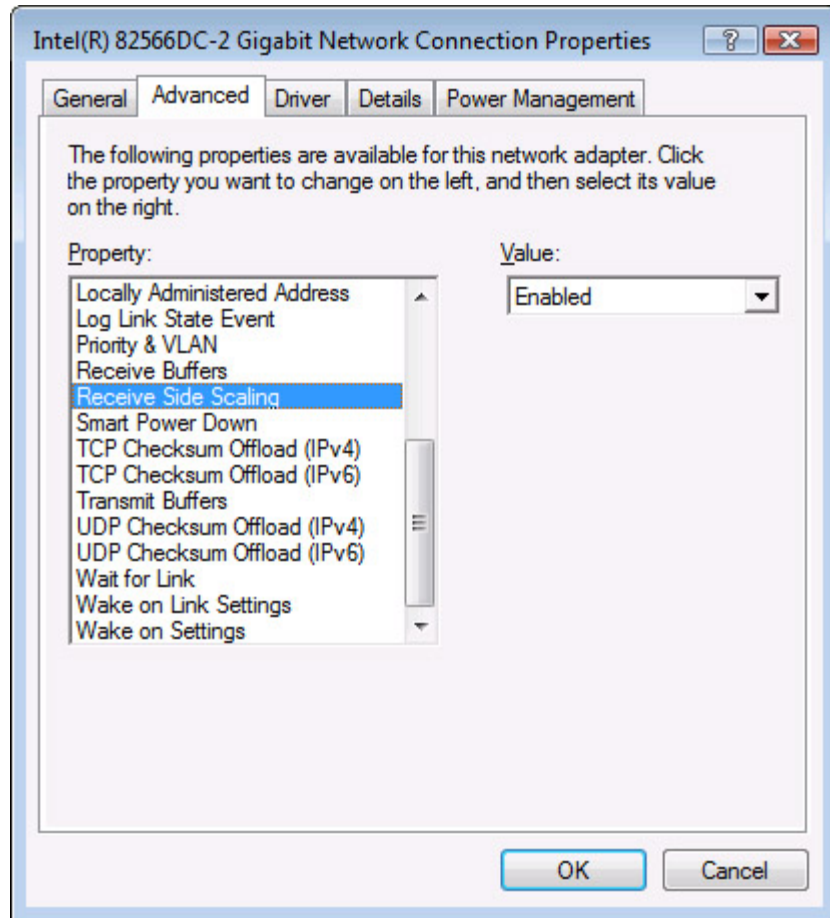 Intel(R) 82566DC-2 Gigabit Network Connection Properties
General Advanced Driver Details Power Management
The following properties are available for this network adapter. Click
the property you want to change on the left, and then select its value
on the right.
Property: Value:
Locally Administered Address
Enabled
Log Link State Event
Priority & VLAN
Receive Buffers
Receive Side Scaling
Smart Power Down
TCP Checksum Offload (IPv4)
TCP Checksum Offload (IPv6)
Transmit Buffers
UDP Checksum Offload (IPv4)
UDP Checksum Offload (IPv6)
Wait for Link
Wake on Link Settings
Wake on Settings
OK Cancel